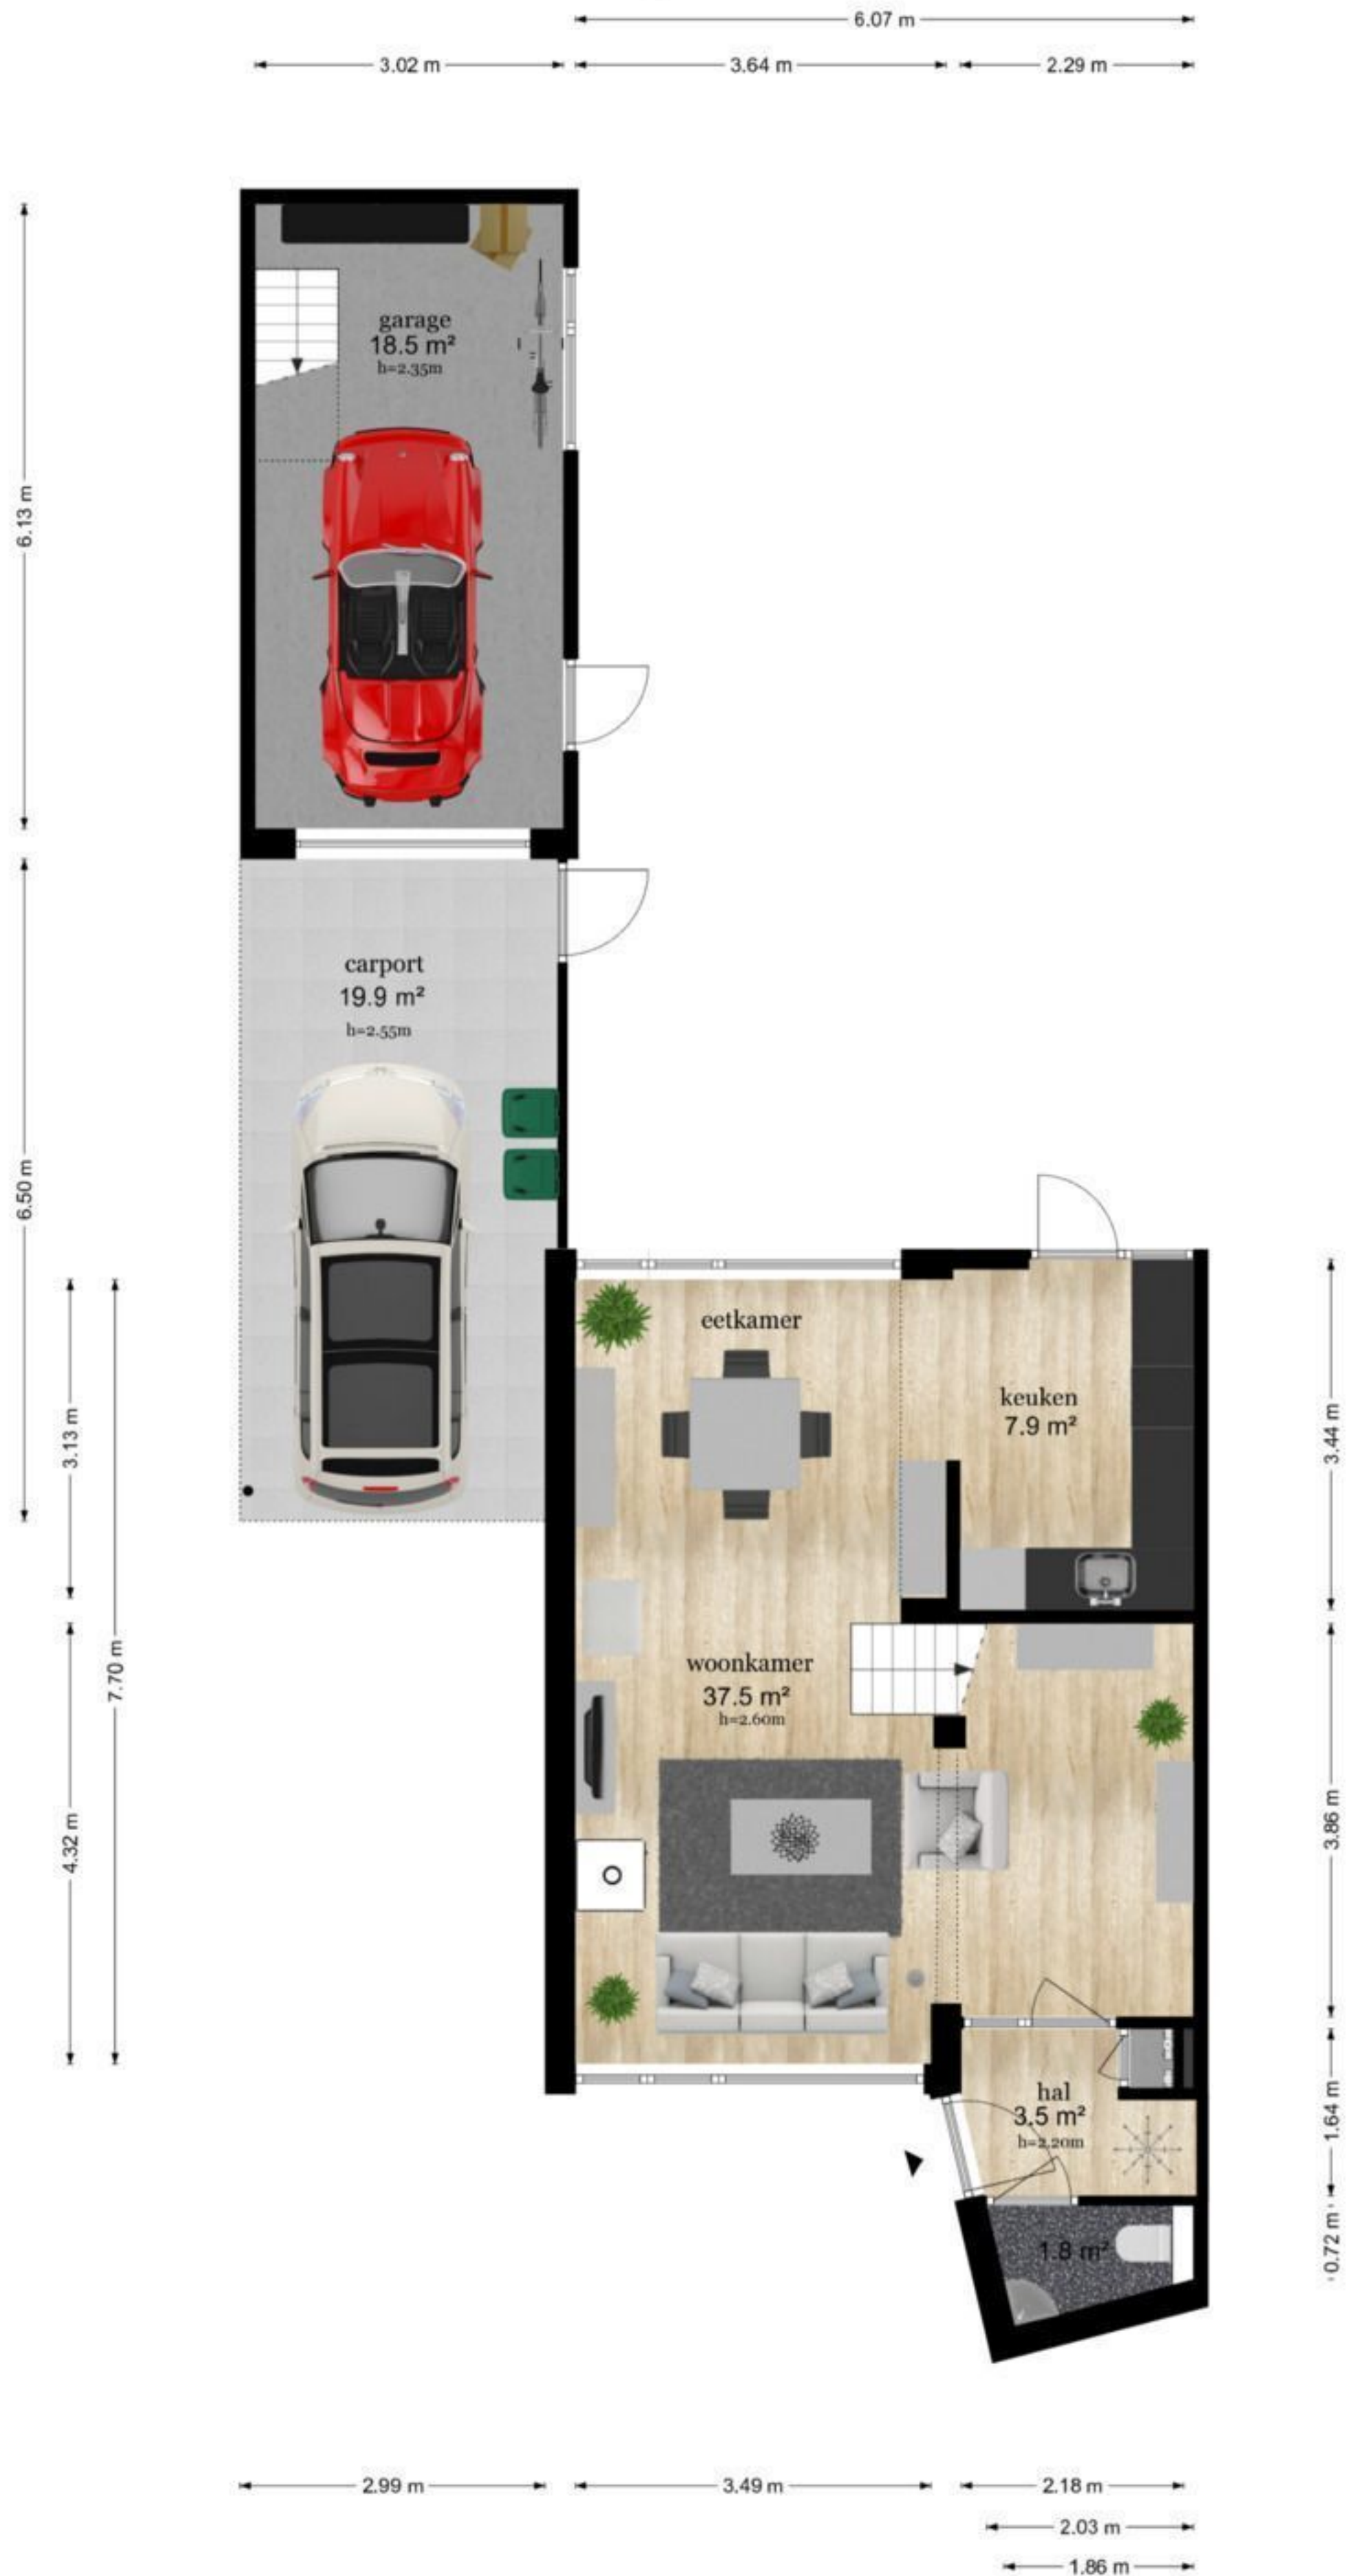 6.07 m
3.02 m
3.64 m
2.29 m
garage
18.5 m²
h=2.35m
6.13 m
carport
19.9 m²
h=2.55m
6.50 m
eetkamer
keuken
7.9 m²
3.13 m
3.44 m
7.70 m
woonkamer
37.5 m²
h=2.60m
4.32 m
3.86 m
hal
3.5 m²
h=2.20m
1.64 m
0.72 m
1.8 m²
2.99 m
3.49 m
2.18 m
2.03 m
1.86 m